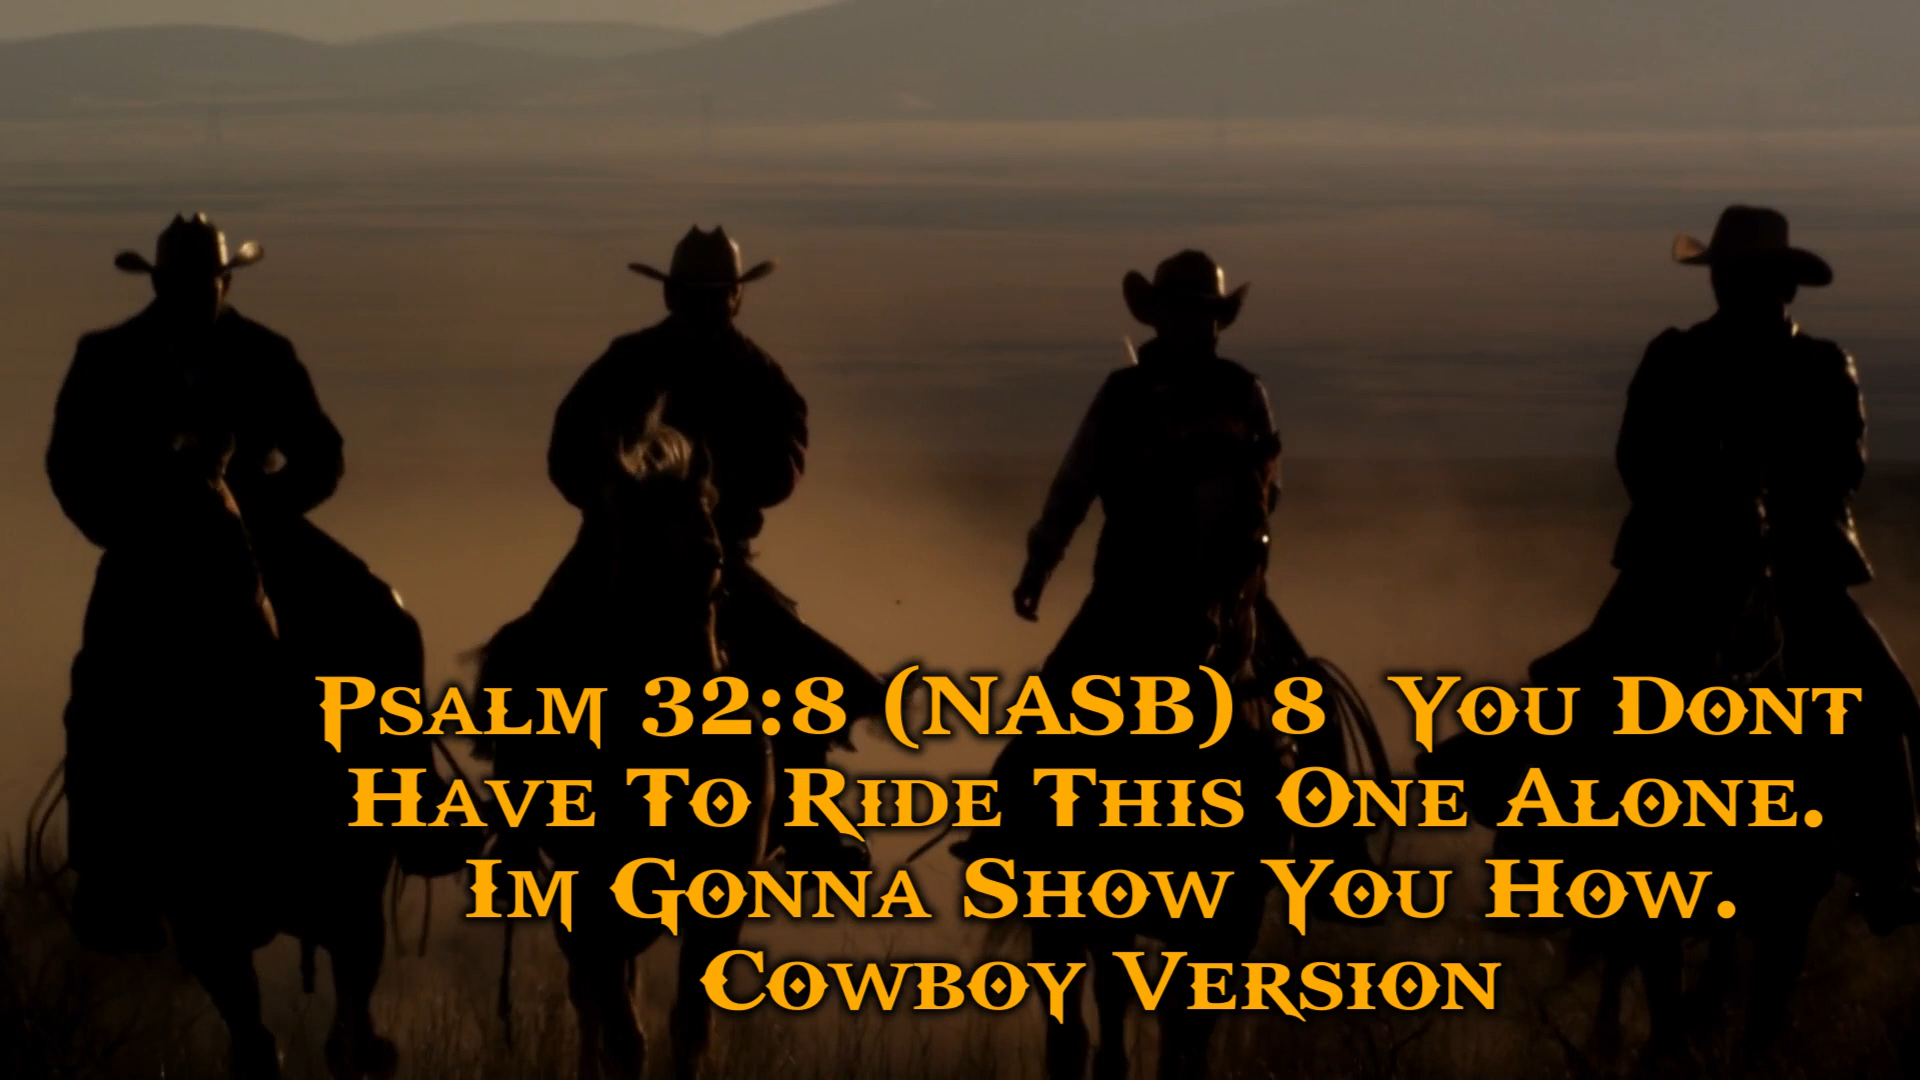 Psalm 32:8 (NASB) 8 You Dont
Have To Ride This One Alone.
Im Gonna Show You How.
Cowboy Version